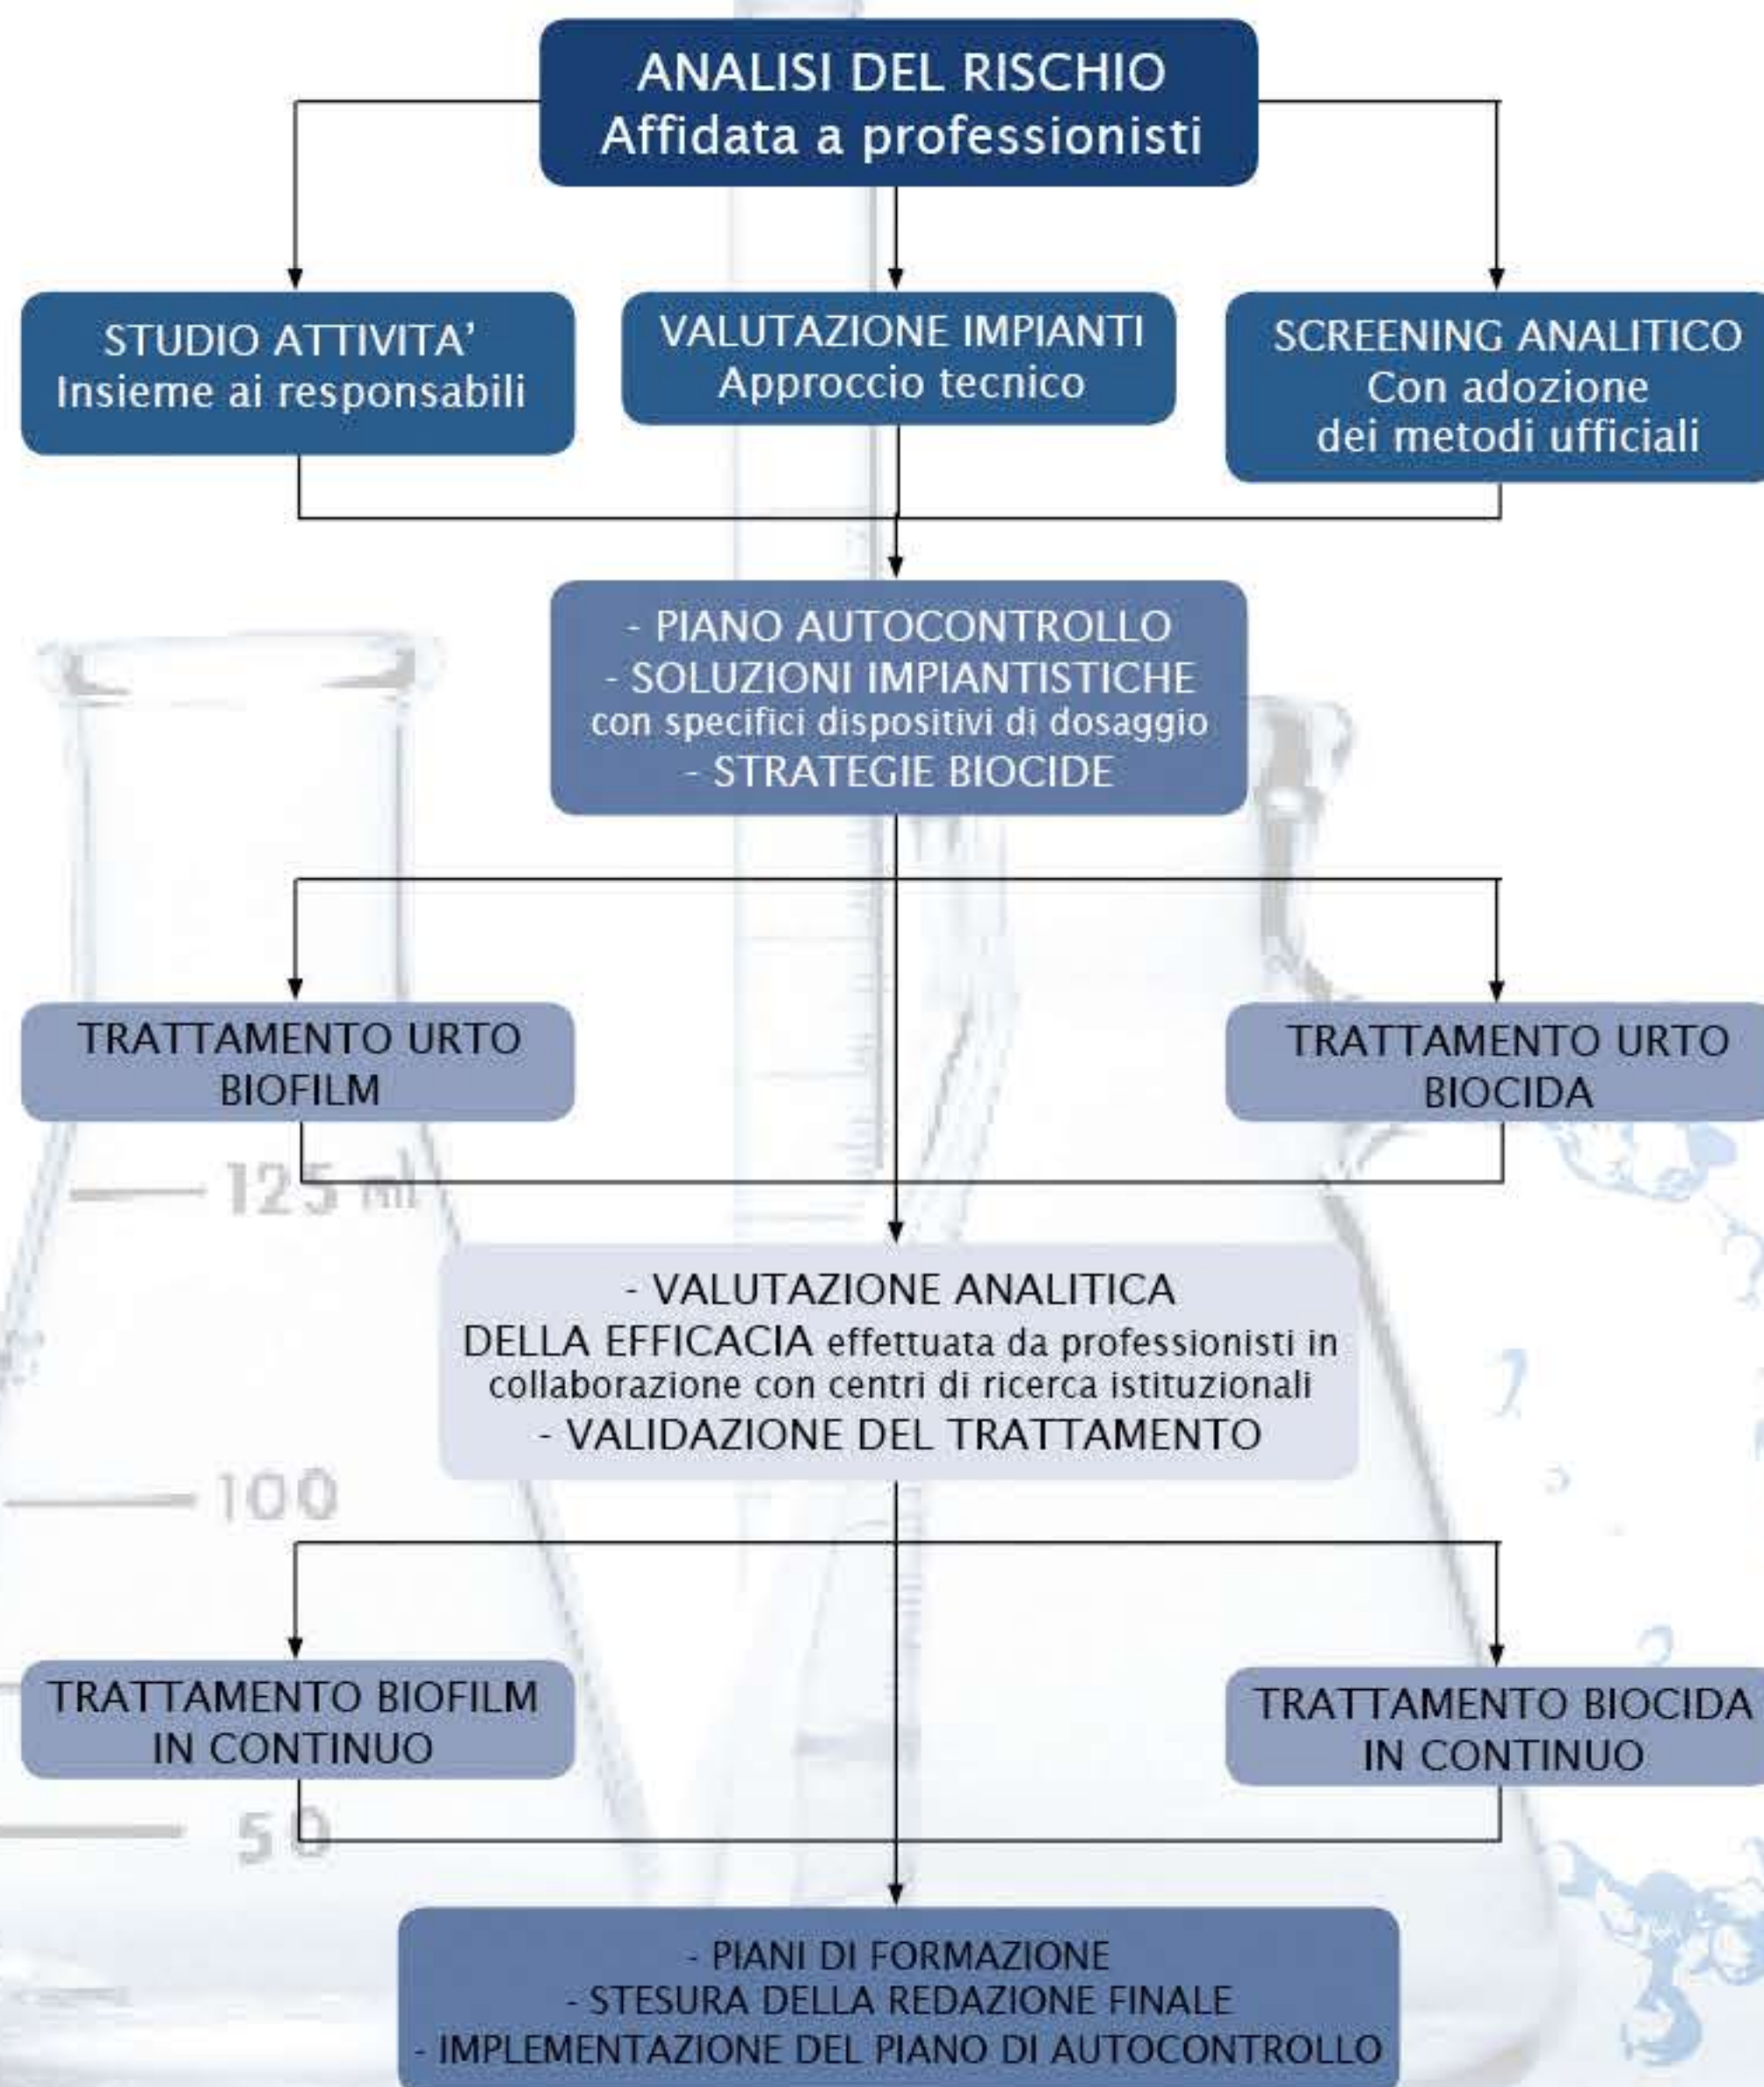 ANALISI DEL RISCHIO
Affidata a professionisti
STUDIO ATTIVITA'
Insieme ai responsabili
VALUTAZIONE IMPIANTI
Approccio tecnico
SCREENING ANALITICO
Con adozione
dei metodi ufficiali
- PIANO AUTOCONTROLLO
- SOLUZIONI IMPIANTISTICHE
con specifici dispositivi di dosaggio
- STRATEGIE BIOCIDE
TRATTAMENTO URTO
BIOFILM
TRATTAMENTO URTO
BIOCIDA
125 ml
- VALUTAZIONE ANALITICA
DELLA EFFICACIA effettuata da professionisti in
collaborazione con centri di ricerca istituzionali
- VALIDAZIONE DEL TRATTAMENTO
100
TRATTAMENTO BIOFILM
IN CONTINUO
TRATTAMENTO BIOCIDA
IN CONTINUO
50
- PIANI DI FORMAZIONE
- STESURA DELLA REDAZIONE FINALE
- IMPLEMENTAZIONE DEL PIANO DI AUTOCONTROLLO